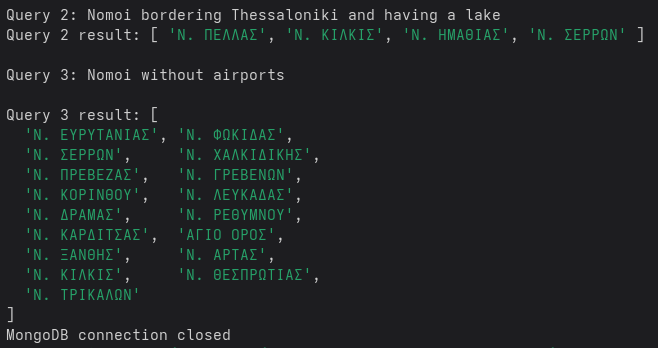 Query 2: Nomoi bordering Thessaloniki and having a lake
Query 2 result: [ 'Ν. ΠΕΛΛΑΣ', 'Ν. ΚΙΛΚΙΣ', 'Ν. ΗΜΑΘΙΑΣ', 'Ν. ΣΕΡΡΩΝ' ]
Query 3: Nomoi without airports
Query 3 result: [
'Ν. ΕΥΡΥΤΑΝΙΑΣ', 'Ν. ΦΩΚΙΔΑΣ',
'Ν. ΣΕΡΡΩΝ', 'Ν. ΧΑΛΚΙΔΙΚΗΣ',
'Ν. ΠΡΕΒΕΖΑΣ', 'Ν. ΓΡΕΒΕΝΩΝ',
'Ν. ΚΟΡΙΝΘΟΥ', 'Ν. ΛΕΥΚΑΔΑΣ',
'Ν. ΔΡΑΜΑΣ', 'Ν. ΡΕΘΥΜΝΟΥ',
'Ν. ΚΑΡΔΙΤΣΑΣ', 'ΑΓΙΟ ΟΡΟΣ',
'Ν. ΞΑΝΘΗΣ', 'Ν. ΑΡΤΑΣ',
'Ν. ΚΙΛΚΙΣ', 'Ν. ΘΕΣΠΡΩΤΙΑΣ',
'Ν. ΤΡΙΚΑΛΩΝ'
]
MongoDB connection closed